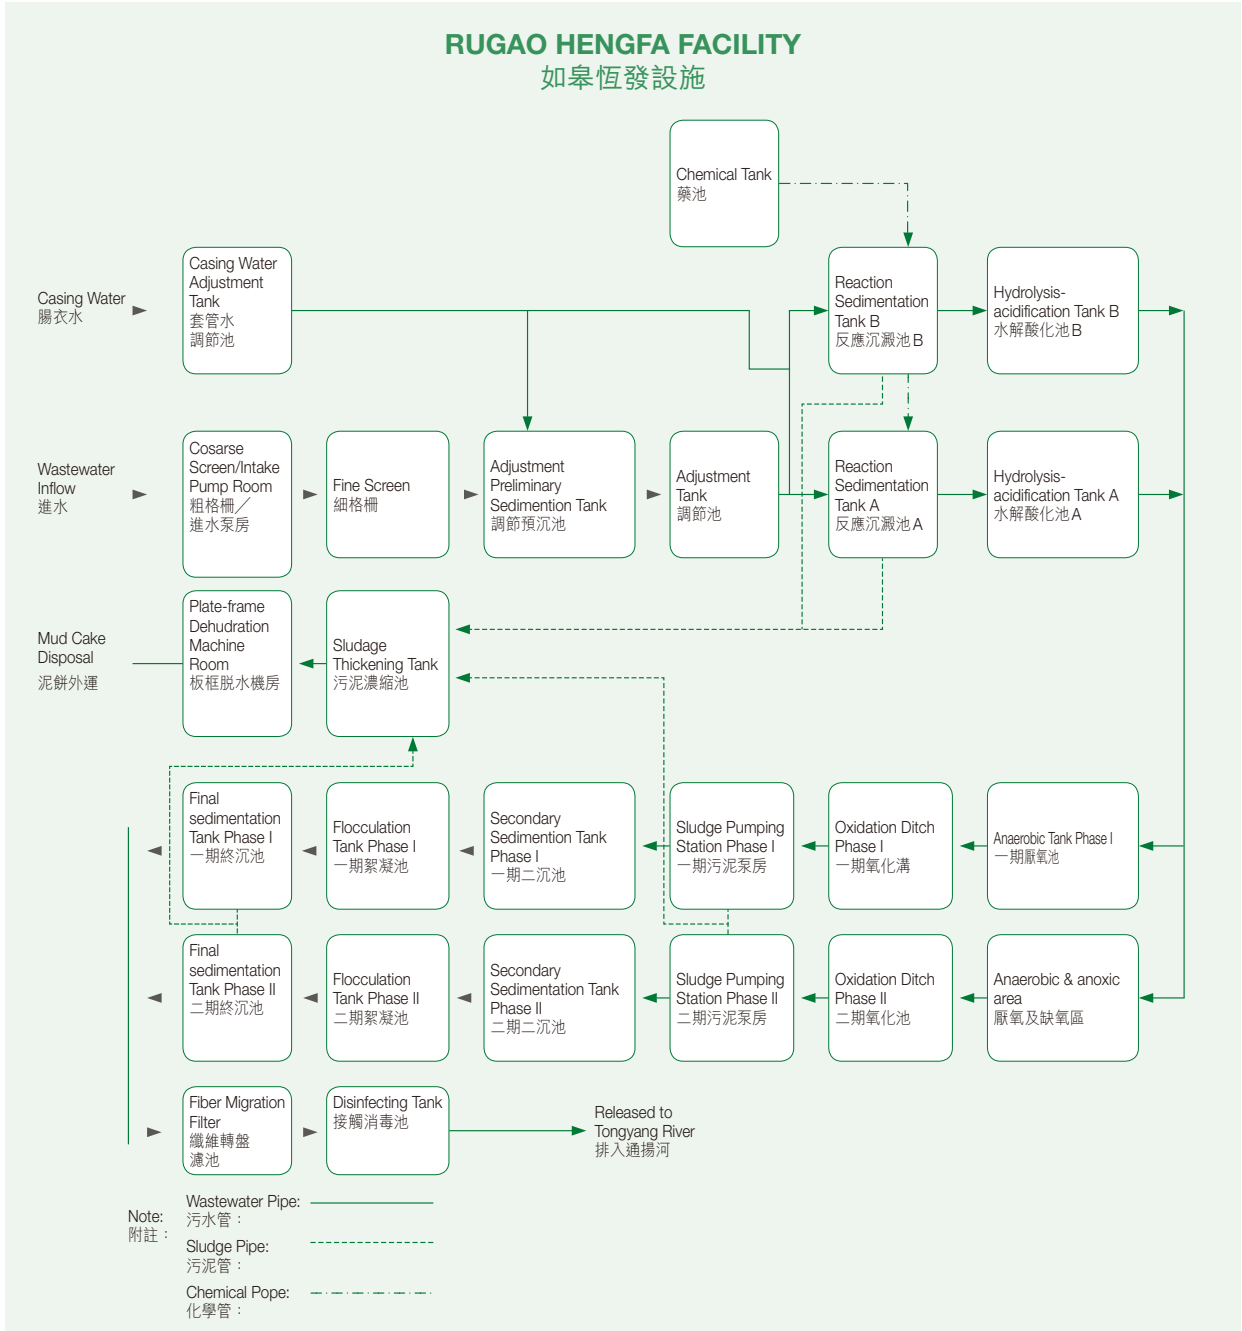 RUGAO HENGFA FACILITY
如皋恆發設施
Chemical Tank
藥池
Casing Water
腸衣水
Casing Water
Adjustment
Tank
套管水
調節池
Reaction
Sedimentation
Tank B
反應沉澱池B
Hydrolysis-
acidification Tank B
水解酸化池B
Wastewater
Inflow
進水
Cosarse
Screen/Intake
Pump Room
粗格柵／
進水泵房
Fine Screen
細格柵
Adjustment
Preliminary
Sedimention Tank
調節預沉池
Adjustment
Tank
調節池
Reaction
Sedimentation
Tank A
反應沉澱池A
Hydrolysis-
acidification Tank A
水解酸化池A
Mud Cake
Disposal
泥餅外運
Plate-frame
Dehudration
Machine
Room
板框脱水機房
Sludage
Thickening Tank
污泥濃縮池
Final
sedimentation
Tank Phase I
一期終沉池
Flocculation
Tank Phase I
一期絮凝池
Secondary
Sedimention Tank
Phase I
一期二沉池
Sludge Pumping
Station Phase I
一期污泥泵房
Oxidation Ditch
Phase I
一期氧化溝
Anaerobic Tank Phase I
一期厭氧池
Final
sedimentation
Tank Phase II
二期終沉池
Flocculation
Tank Phase II
二期絮凝池
Secondary
Sedimentation Tank
Phase II
二期二沉池
Sludge Pumping
Station Phase II
二期污泥泵房
Oxidation Ditch
Phase II
二期氧化池
Anaerobic & anoxic
area
厭氧及缺氧區
Fiber Migration
Filter
纖維轉盤
濾池
Disinfecting Tank
接觸消毒池
Released to
Tongyang River
排入通揚河
Note:
附註：
Wastewater Pipe:
污水管：
Sludge Pipe:
污泥管：
Chemical Pope:
化學管：